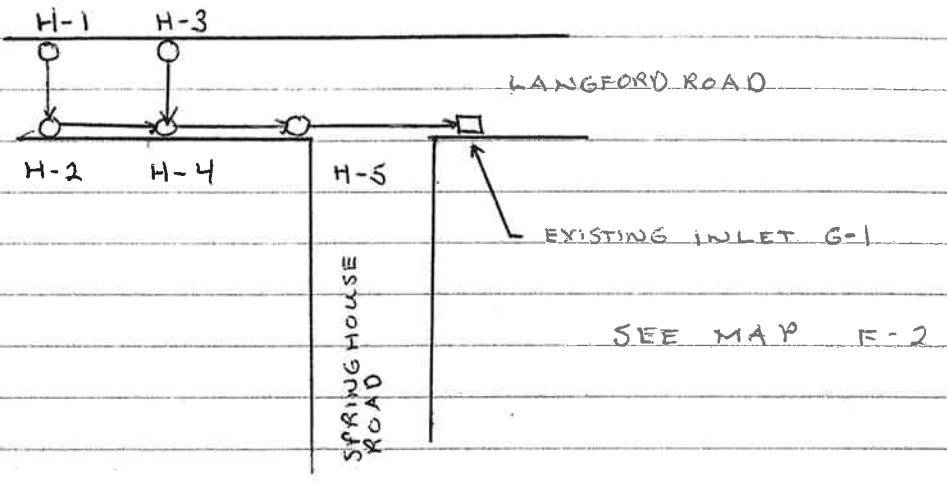 H-1 H-3
LANGFORD ROAD
H-2 H-4 H-5
EXISTING INLET G-1
SPRING HOUSE
ROAD
SEE MAP F-2